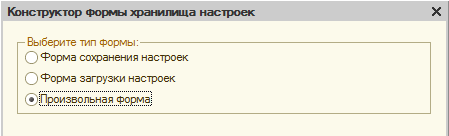 Конструктор формы хранилища настроек
Выберите тип формы:
Форма сохранения настроек
Форма загрузки настроек
Произвольная форма